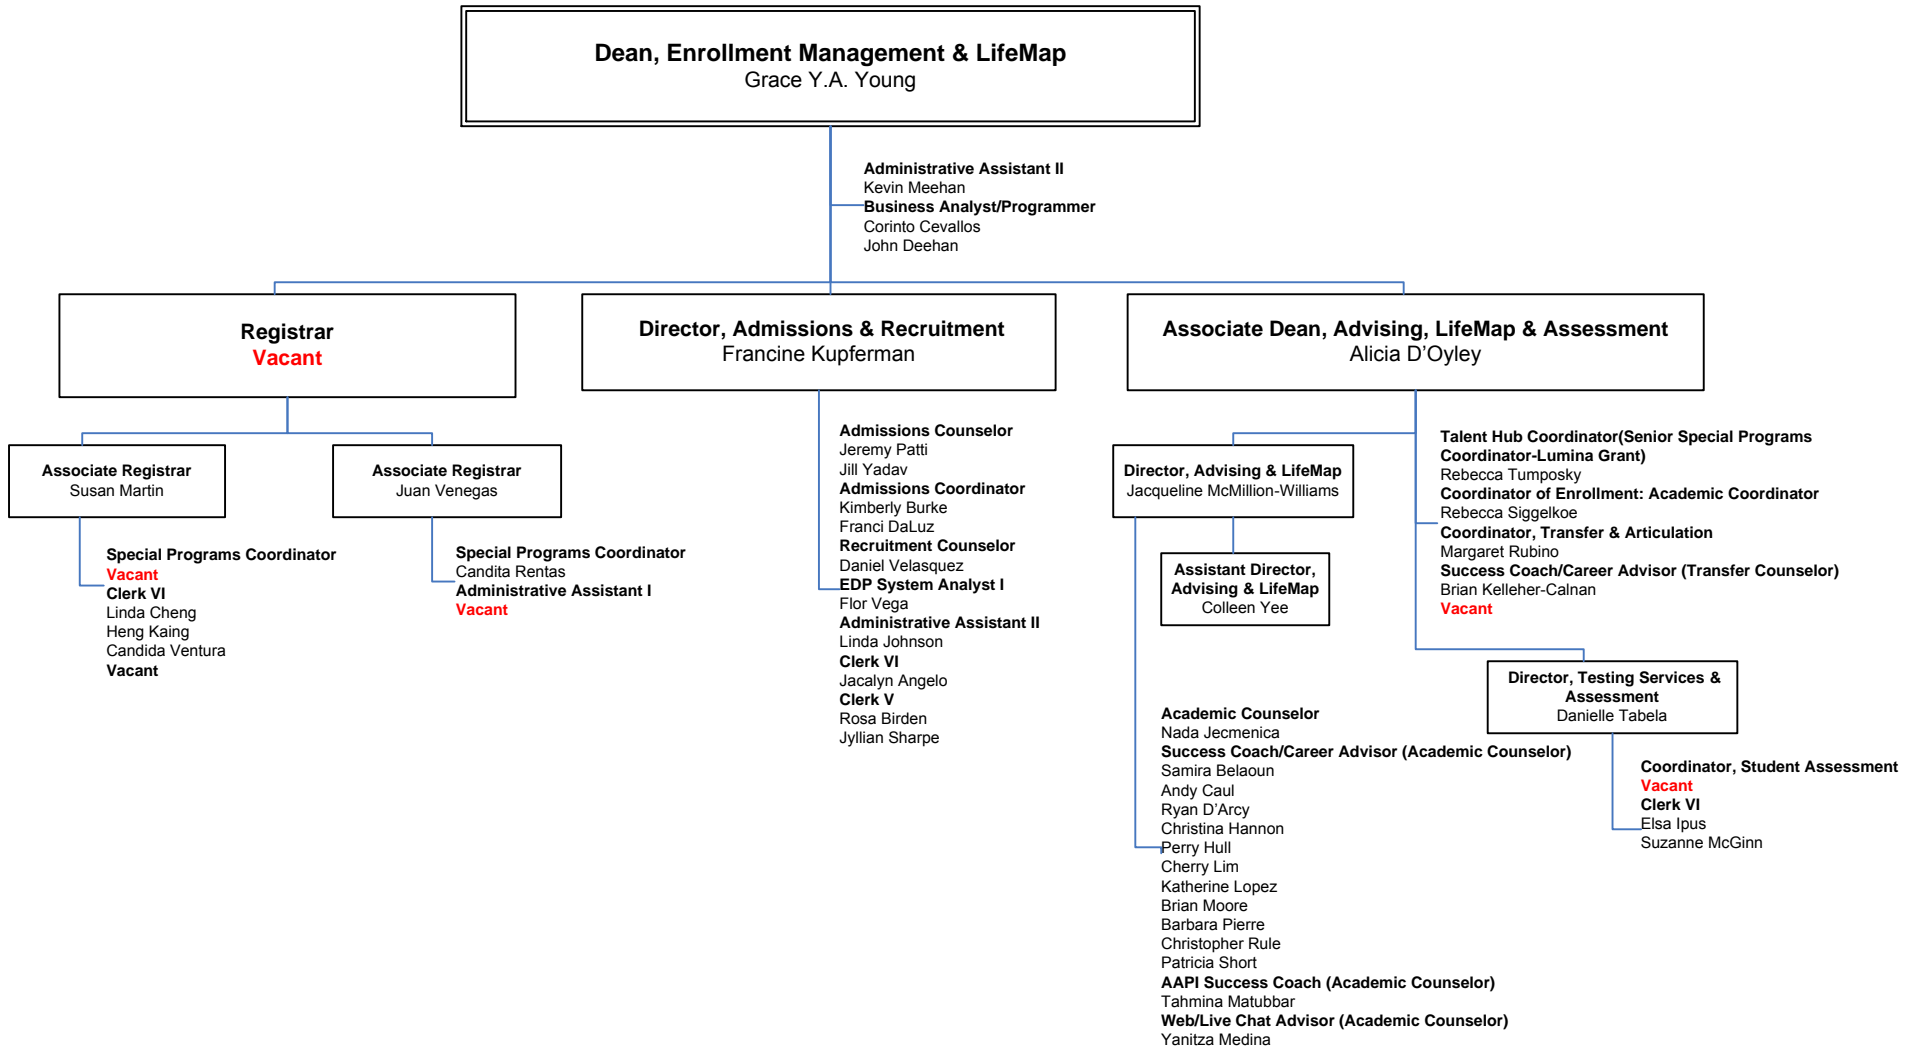 Dean, Enrollment Management & LifeMap
Grace Y.A. Young
Administrative Assistant II
Kevin Meehan
Business Analyst/Programmer
Corinto Cevallos
John Deehan
Registrar
Vacant
Director, Admissions & Recruitment
Francine Kupferman
Associate Dean, Advising, LifeMap & Assessment
Alicia D’Oyley
Associate Registrar
Susan Martin
Special Programs Coordinator
Vacant
Clerk VI
Linda Cheng
Heng Kaing
Candida Ventura
Vacant
Associate Registrar
Juan Venegas
Special Programs Coordinator
Candita Rentas
Administrative Assistant I
Vacant
Admissions Counselor
Jeremy Patti
Jill Yadav
Admissions Coordinator
Kimberly Burke
Franci DaLuz
Recruitment Counselor
Daniel Velasquez
EDP System Analyst I
Flor Vega
Administrative Assistant II
Linda Johnson
Clerk VI
Jacalyn Angelo
Clerk V
Rosa Birden
Jyllian Sharpe
Director, Advising & LifeMap
Jacqueline McMillion-Williams
Assistant Director,
Advising & LifeMap
Colleen Yee
Academic Counselor
Nada Jecmenica
Success Coach/Career Advisor (Academic Counselor)
Samira Belaoun
Andy Caul
Ryan D’Arcy
Christina Hannon
Perry Hull
Cherry Lim
Katherine Lopez
Brian Moore
Barbara Pierre
Christopher Rule
Patricia Short
AAPI Success Coach (Academic Counselor)
Tahmina Matubbar
Web/Live Chat Advisor (Academic Counselor)
Yanitza Medina
Talent Hub Coordinator(Senior Special Programs
Coordinator-Lumina Grant)
Rebecca Tumposky
Coordinator of Enrollment: Academic Coordinator
Rebecca Siggelkoe
Coordinator, Transfer & Articulation
Margaret Rubino
Success Coach/Career Advisor (Transfer Counselor)
Brian Kelleher-Calnan
Vacant
Director, Testing Services &
Assessment
Danielle Tabela
Coordinator, Student Assessment
Vacant
Clerk VI
Elsa Ipus
Suzanne McGinn